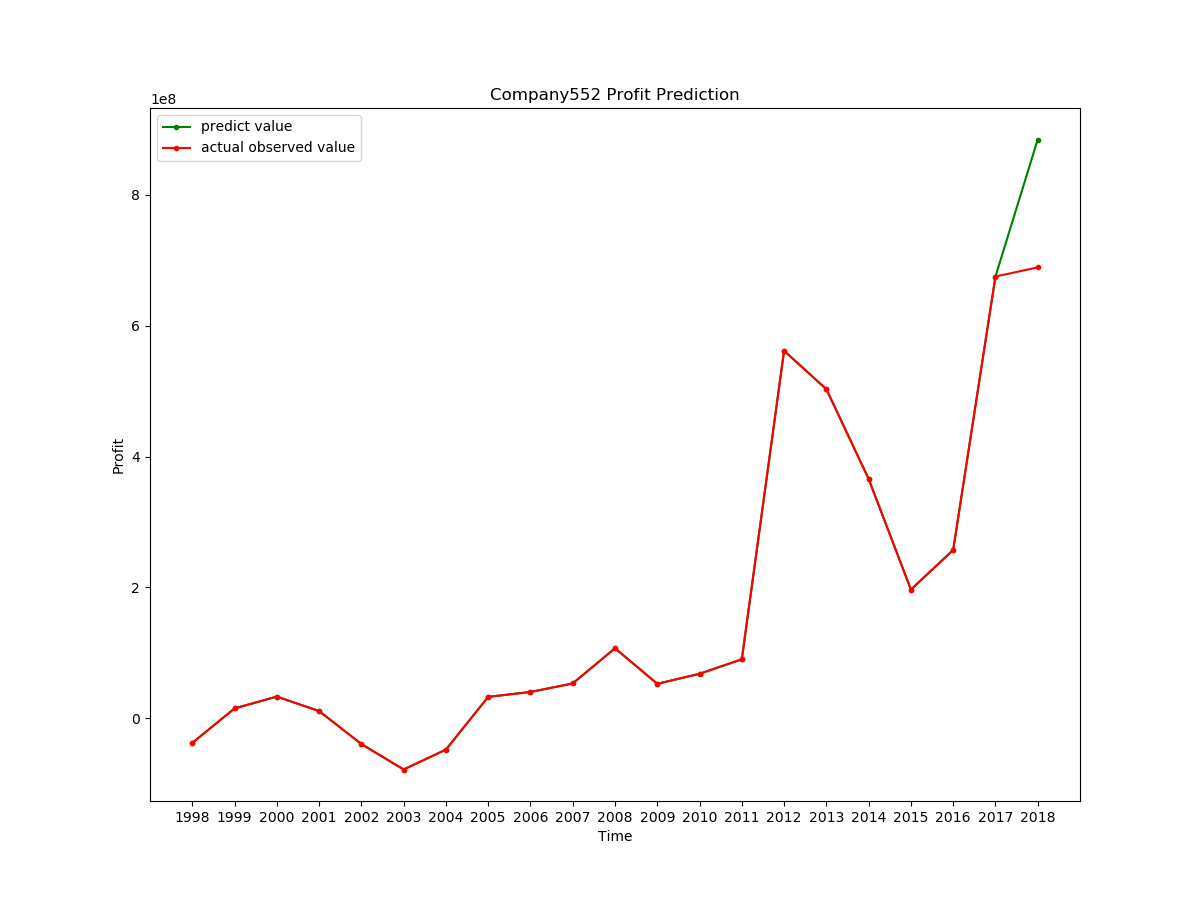 Company552 Profit Prediction
1e8
predict value
actual observed value
8
6
4
2
0
Profit
1998 1999 2000 2001 2002 2003 2004 2005 2006 2007 2008 2009 2010 2011 2012 2013 2014 2015 2016 2017 2018
Time